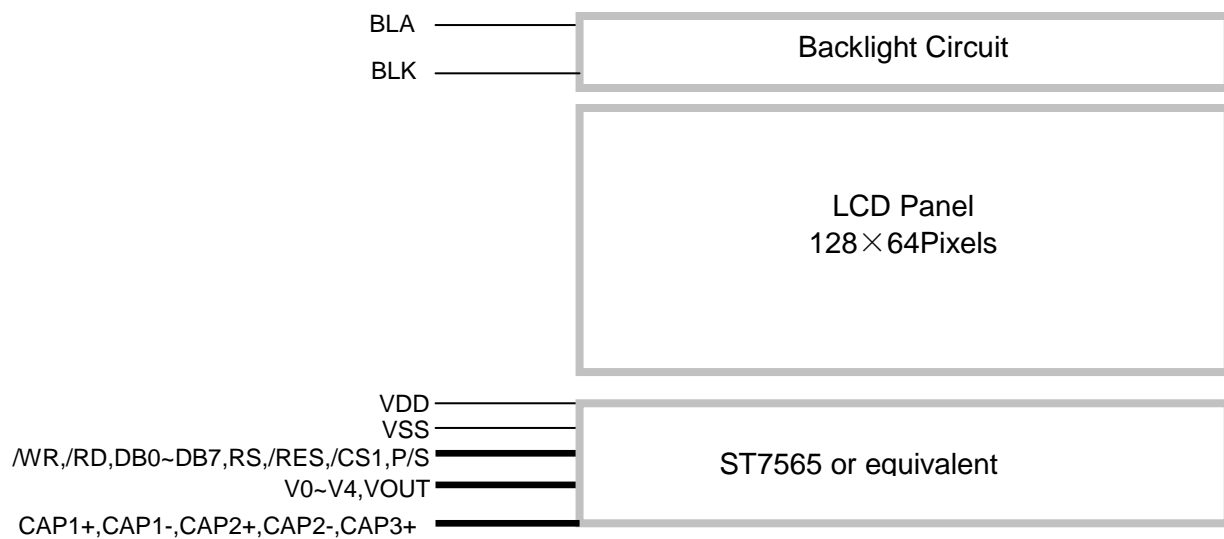 BLA
BLK
Backlight Circuit
LCD Panel
128×64Pixels
VDD
VSS
/WR,/RD,DB0~DB7,RS,/RES,/CS1,P/S
V0~V4,VOUT
CAP1+,CAP1-,CAP2+,CAP2-,CAP3+
ST7565 or equivalent